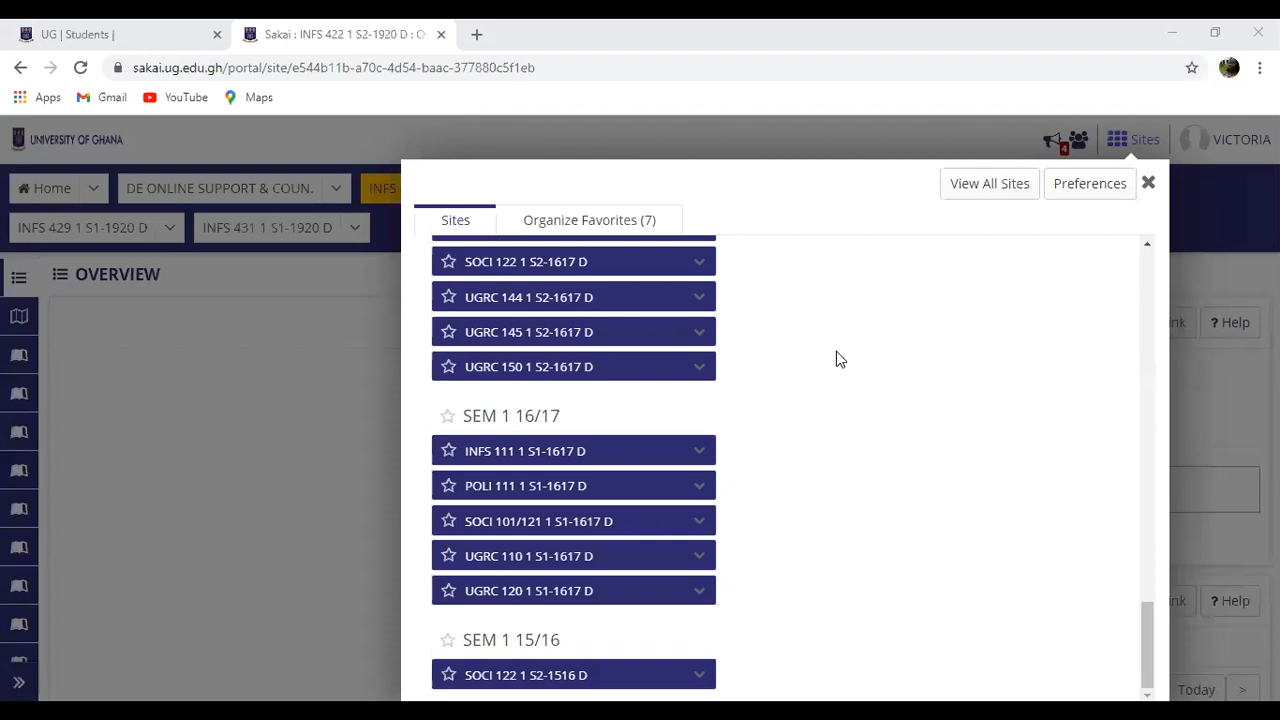 UG | Students |
Sakai : INFS 422 1 S2-1920 D : O
sakai.ug.edu.gh/portal/site/e544b11b-a70c-4d54-baac-377880c5f1eb
Apps Gmail YouTube Maps
UNIVERSITY OF GHANA
4
Sites
VICTORIA
Home
DE ONLINE SUPPORT & COUN.
INFS
View All Sites
Preferences
INFS 429 1 S1-1920 D
INFS 431 1 S1-1920 D
Sites
Organize Favorites (7)
OVERVIEW
SOCI 122 1 S2-1617 D
UGRC 144 1 S2-1617 D
? Help
UGRC 145 1 S2-1617 D
UGRC 150 1 S2-1617 D
SEM 1 16/17
INFS 111 1 S1-1617 D
POLI 111 1 S1-1617 D
SOCI 101/121 1 S1-1617 D
UGRC 110 1 S1-1617 D
UGRC 120 1 S1-1617 D
? Help
SEM 1 15/16
SOCI 122 1 S2-1516 D
Today >